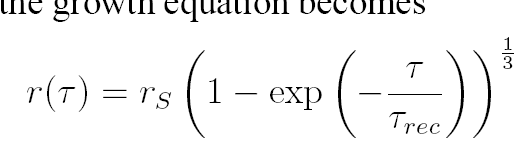 the growth equation becomes
r(τ) = r_S (1 − exp (−τ/τ_rec))^{1/3}